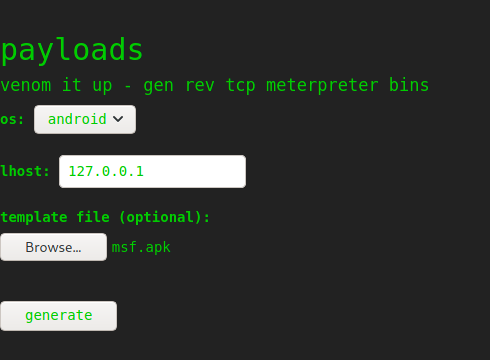 payloads
venom it up - gen rev tcp meterpreter bins
os: android
lhost: 127.0.0.1
template file (optional):
Browse... msf.apk
generate